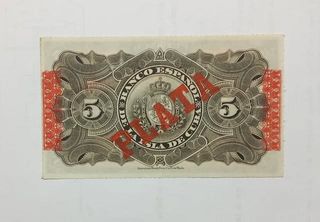 BANCO ESPAÑOL
DE LA ISLA DE CUBA
5
5
PLATA